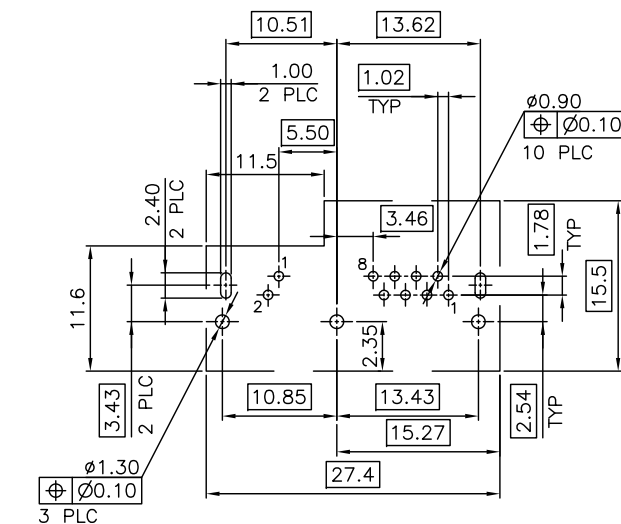 10.51
13.62
1.00
2 PLC
1.02
TYP
ø0.90
⌖ Ø0.10
10 PLC
5.50
11.5
2.40
2 PLC
3.46
1.78
TYP
1
8
2
1
11.6
15.5
2.35
3.43
2 PLC
10.85
13.43
2.54
TYP
15.27
27.4
ø1.30
⌖ Ø0.10
3 PLC